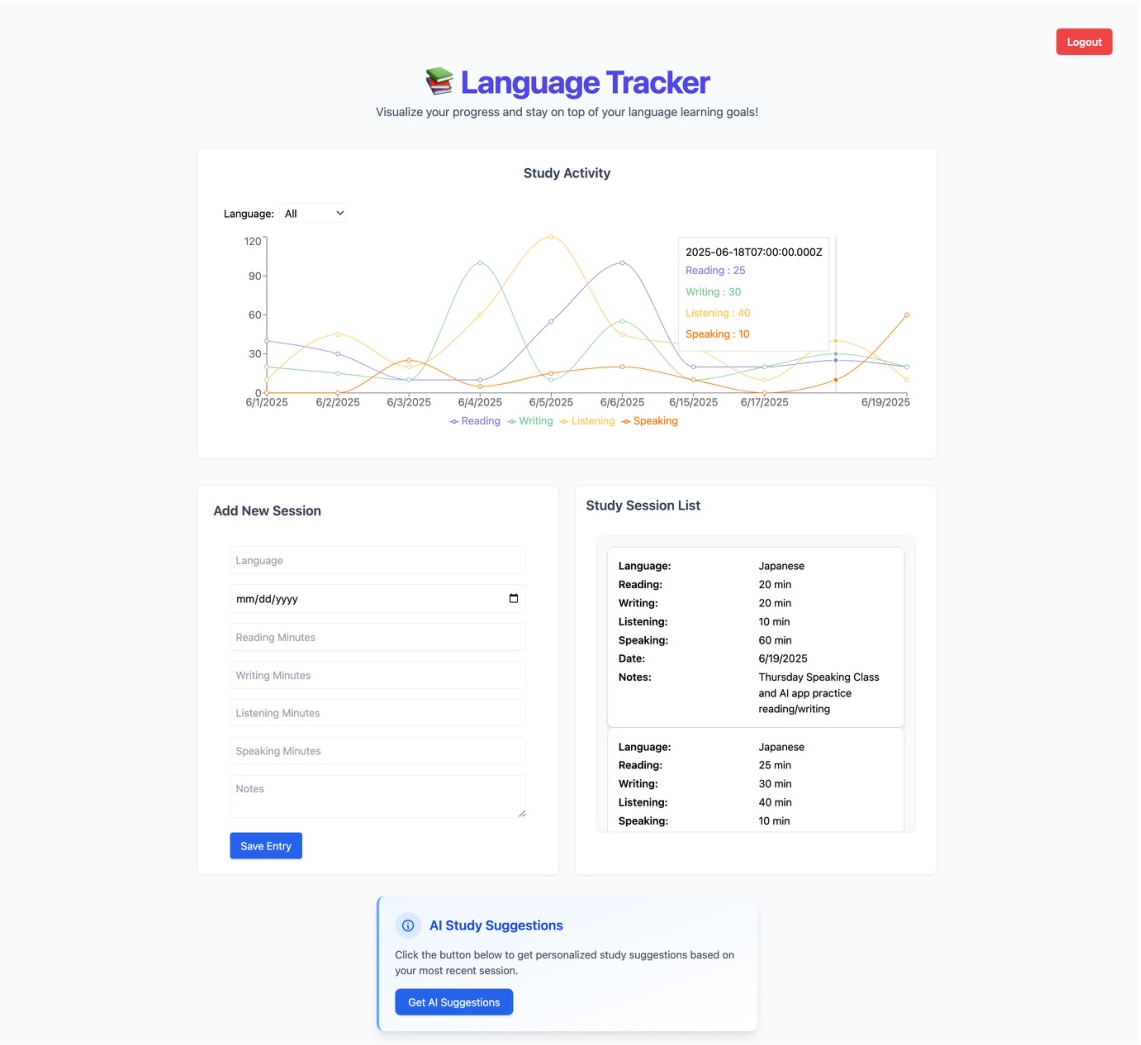 Logout
📚 Language Tracker
Visualize your progress and stay on top of your language learning goals!
Study Activity
Language: All
120
90
60
30
0
2025-06-18T07:00:00.000Z
Reading : 25
Writing : 30
Listening : 40
Speaking : 10
6/1/2025 6/2/2025 6/3/2025 6/4/2025 6/5/2025 6/6/2025 6/15/2025 6/17/2025 6/19/2025
Reading Writing Listening Speaking
Add New Session
Language
mm/dd/yyyy
Reading Minutes
Writing Minutes
Listening Minutes
Speaking Minutes
Notes
Save Entry
Study Session List
Language: Japanese
Reading: 20 min
Writing: 20 min
Listening: 10 min
Speaking: 60 min
Date: 6/19/2025
Notes: Thursday Speaking Class
and AI app practice
reading/writing
Language: Japanese
Reading: 25 min
Writing: 30 min
Listening: 40 min
Speaking: 10 min
AI Study Suggestions
Click the button below to get personalized study suggestions based on
your most recent session.
Get AI Suggestions